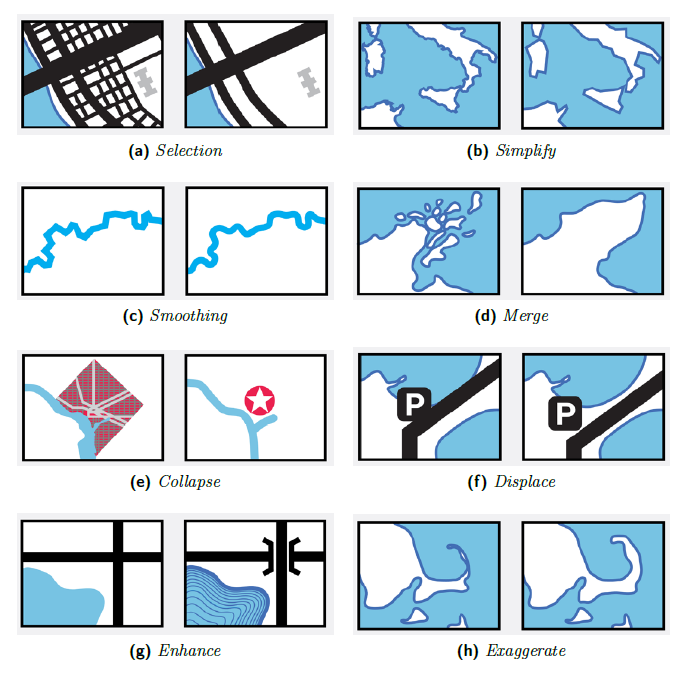 (a) Selection
(b) Simplify
(c) Smoothing
(d) Merge
P
P
(e) Collapse
(f) Displace
(g) Enhance
(h) Exaggerate